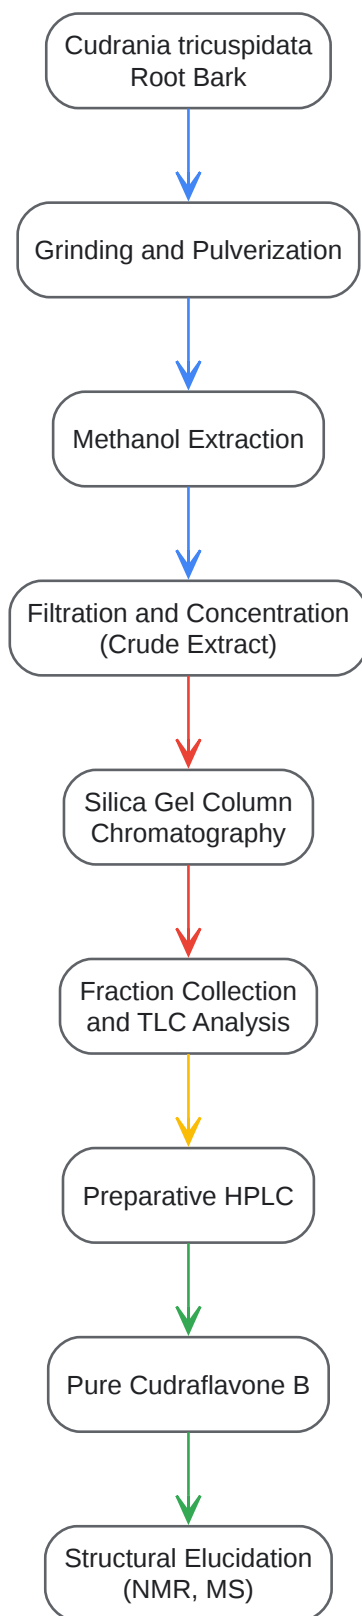 Cudrania tricuspidata
Root Bark
Grinding and Pulverization
Methanol Extraction
Filtration and Concentration
(Crude Extract)
Silica Gel Column
Chromatography
Fraction Collection
and TLC Analysis
Preparative HPLC
Pure Cudraflavone B
Structural Elucidation
(NMR, MS)